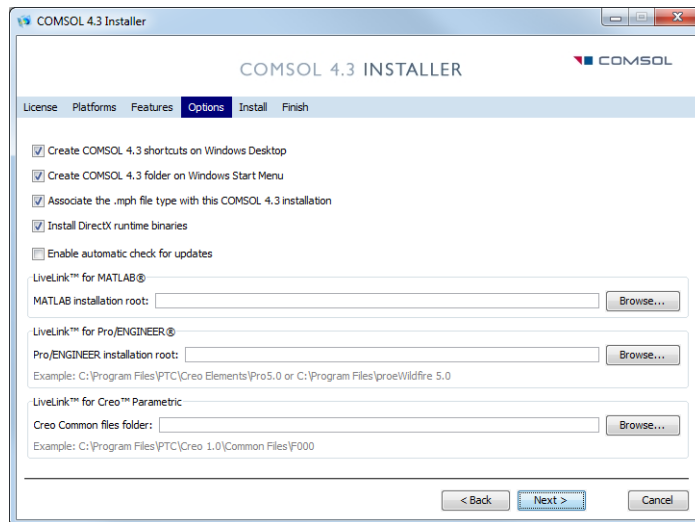 COMSOL 4.3 Installer
COMSOL 4.3 INSTALLER
COMSOL
License Platforms Features Options Install Finish
Create COMSOL 4.3 shortcuts on Windows Desktop
Create COMSOL 4.3 folder on Windows Start Menu
Associate the .mph file type with this COMSOL 4.3 installation
Install DirectX runtime binaries
Enable automatic check for updates
LiveLink™ for MATLAB®
MATLAB installation root: Browse...
LiveLink™ for Pro/ENGINEER®
Pro/ENGINEER installation root: Browse...
Example: C:\Program Files\PTC\Creo Elements\Pro5.0 or C:\Program Files\proeWildfire 5.0
LiveLink™ for Creo™ Parametric
Creo Common files folder: Browse...
Example: C:\Program Files\PTC\Creo 1.0\Common Files\F000
< Back Next > Cancel